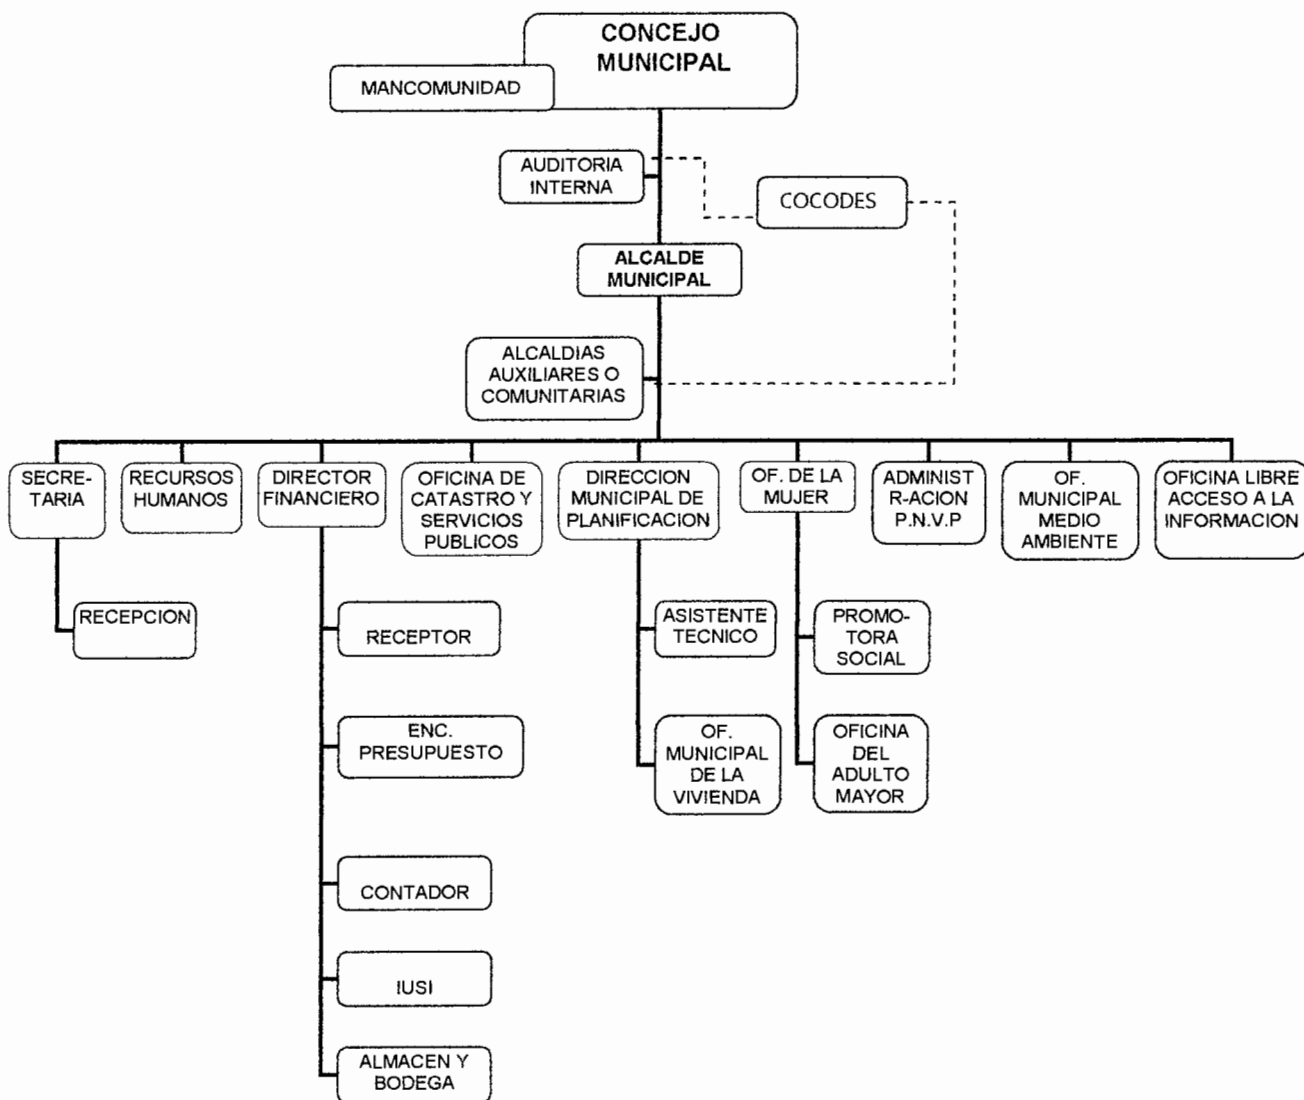 CONCEJO
MUNICIPAL
MANCOMUNIDAD
AUDITORIA
INTERNA
COCODES
ALCALDE
MUNICIPAL
ALCALDIAS
AUXILIARES O
COMUNITARIAS
SECRE-
TARIA
RECURSOS
HUMANOS
DIRECTOR
FINANCIERO
OFICINA DE
CATASTRO Y
SERVICIOS
PUBLICOS
DIRECCION
MUNICIPAL DE
PLANIFICACION
OF. DE LA
MUJER
ADMINIST
R-ACION
P.N.V.P
OF.
MUNICIPAL
MEDIO
AMBIENTE
OFICINA LIBRE
ACCESO A LA
INFORMACION
RECEPCION
RECEPTOR
ENC.
PRESUPUESTO
CONTADOR
IUSI
ALMACEN Y
BODEGA
ASISTENTE
TECNICO
OF.
MUNICIPAL
DE LA
VIVIENDA
PROMO-
TORA
SOCIAL
OFICINA
DEL
ADULTO
MAYOR